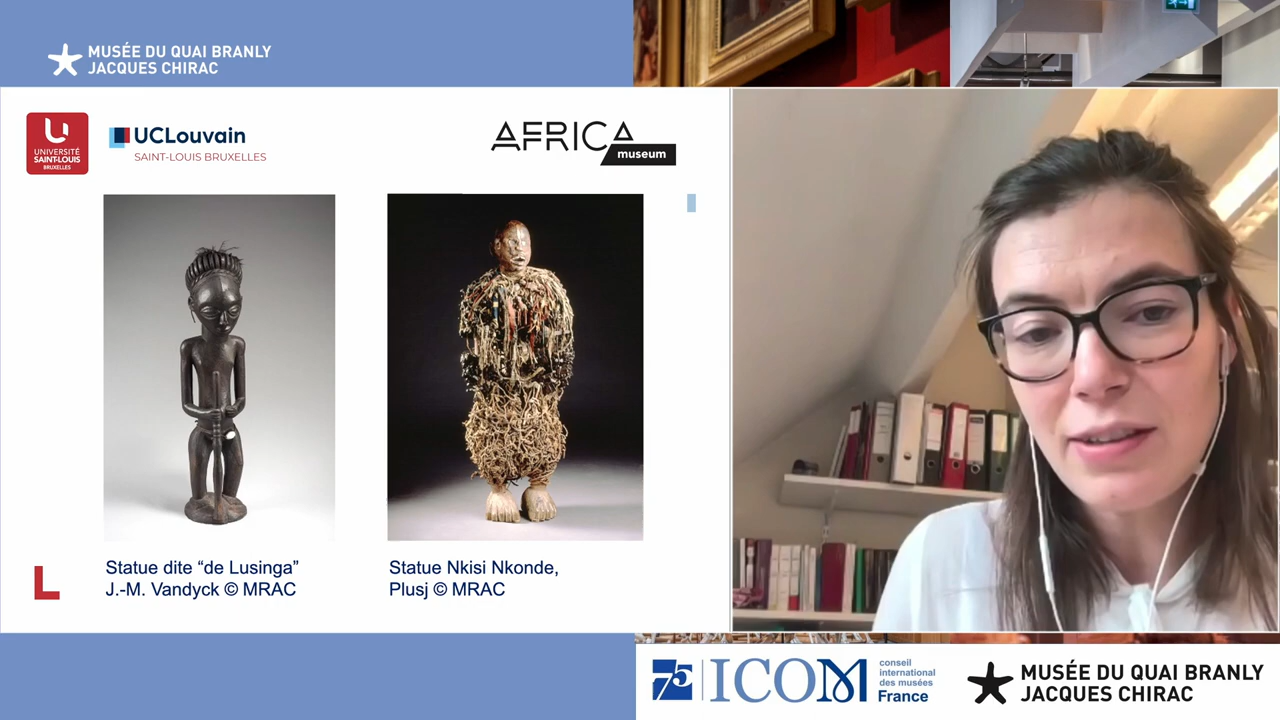 MUSÉE DU QUAI BRANLY
JACQUES CHIRAC
UNIVERSITÉ
SAINT-LOUIS
BRUXELLES
UCLouvain
SAINT-LOUIS BRUXELLES
AFRICA
museum
Statue dite “de Lusinga”
J.-M. Vandyck © MRAC
Statue Nkisi Nkonde,
Plusj © MRAC
L
75
ICOM
conseil
international
des musées
France
MUSÉE DU QUAI BRANLY
JACQUES CHIRAC